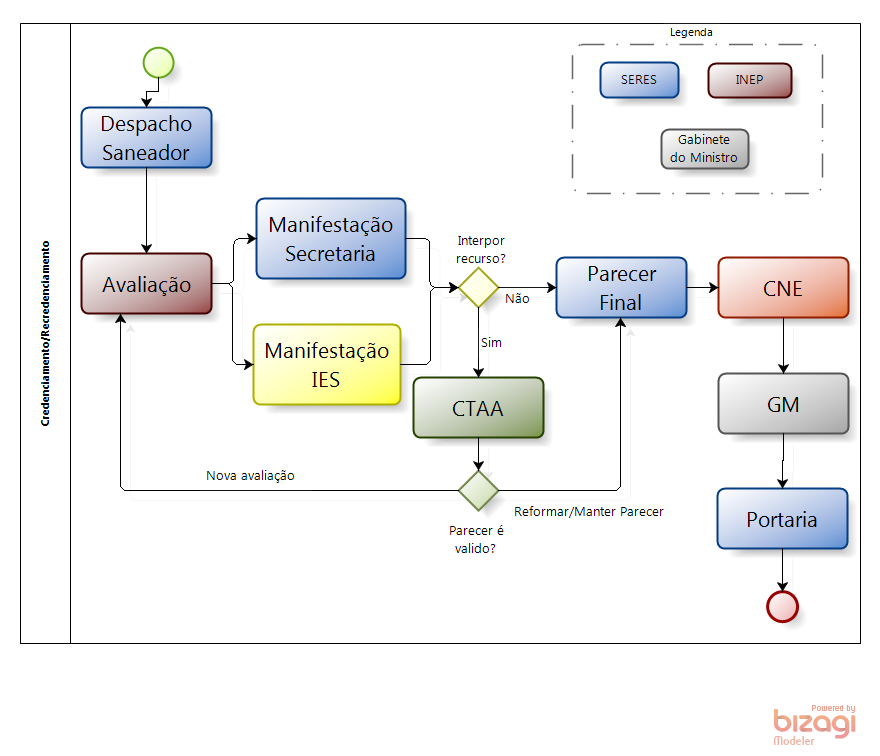 Legenda
SERES
INEP
Gabinete
do Ministro
Credenciamento/Recredenciamento
Despacho
Saneador
Avaliação
Manifestação
Secretaria
Manifestação
IES
Interpor
recurso?
Não
Sim
CTAA
Parecer
Final
CNE
GM
Portaria
Nova avaliação
Reformar/Manter Parecer
Parecer é
valido?
Powered by
bizagi
Modeler